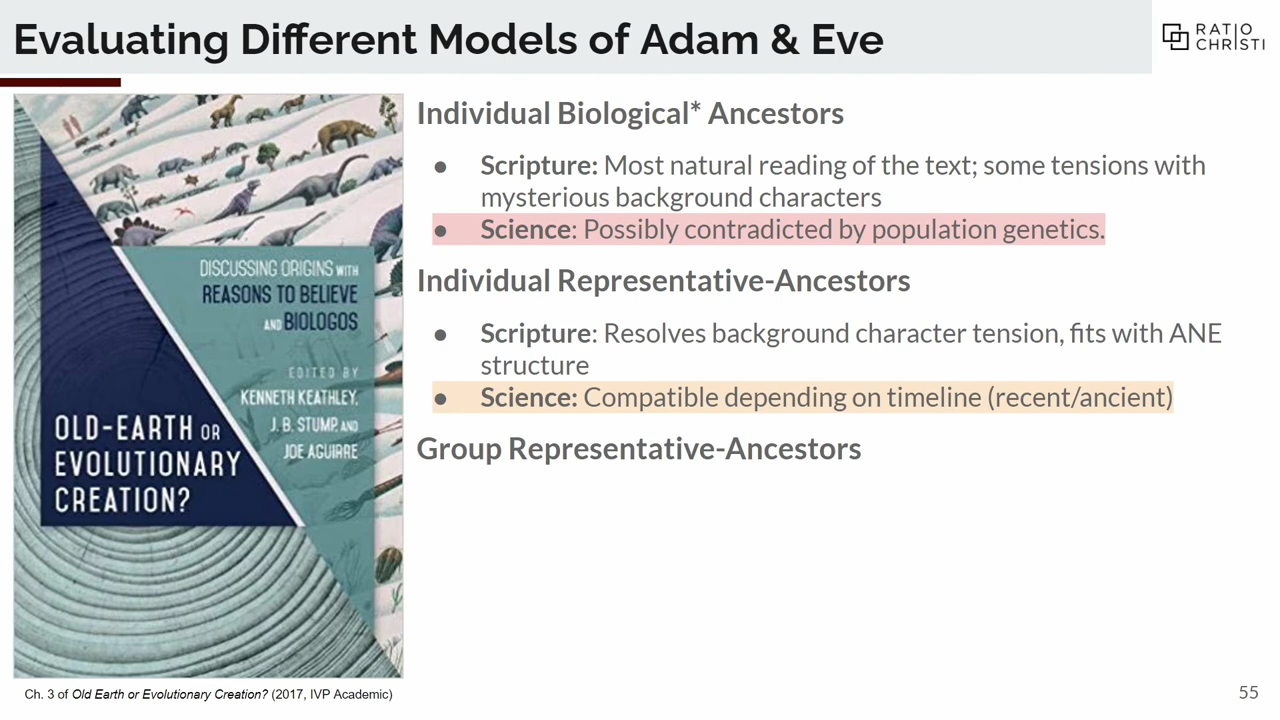 Evaluating Different Models of Adam & Eve
RATIO
CHRISTI
DISCUSSING ORIGINS WITH
REASONS TO BELIEVE
AND BIOLOGOS
EDITED BY
KENNETH KEATHLEY,
J. B. STUMP, AND
JOE AGUIRRE
OLD-EARTH OR
EVOLUTIONARY
CREATION?
Ch. 3 of Old Earth or Evolutionary Creation? (2017, IVP Academic)
Individual Biological* Ancestors
● Scripture: Most natural reading of the text; some tensions with
mysterious background characters
● Science: Possibly contradicted by population genetics.
Individual Representative-Ancestors
● Scripture: Resolves background character tension, fits with ANE
structure
● Science: Compatible depending on timeline (recent/ancient)
Group Representative-Ancestors
55